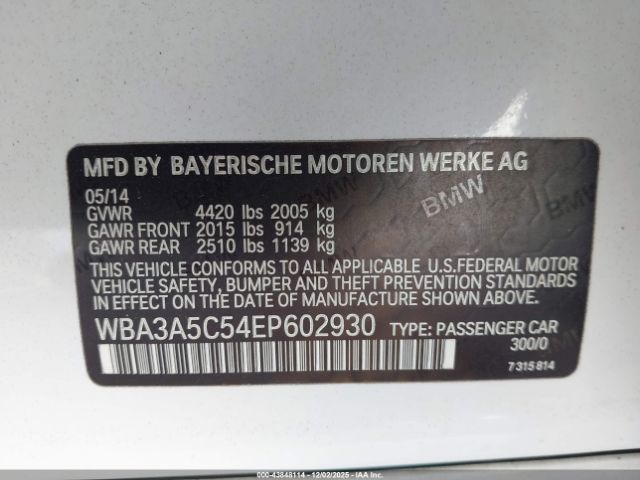 MFD BY BAYERISCHE MOTOREN WERKE AG
05/14
GVWR 4420 lbs 2005 kg
GAWR FRONT 2015 lbs 914 kg
GAWR REAR 2510 lbs 1139 kg
THIS VEHICLE CONFORMS TO ALL APPLICABLE U.S.FEDERAL MOTOR
VEHICLE SAFETY, BUMPER AND THEFT PREVENTION STANDARDS
IN EFFECT ON THE DATE OF MANUFACTURE SHOWN ABOVE.
WBA3A5C54EP602930 TYPE: PASSENGER CAR
300/0
7 315 814
BMW
BMW
BMW
000-43848114 - 12/02/2025 - IAA Inc.